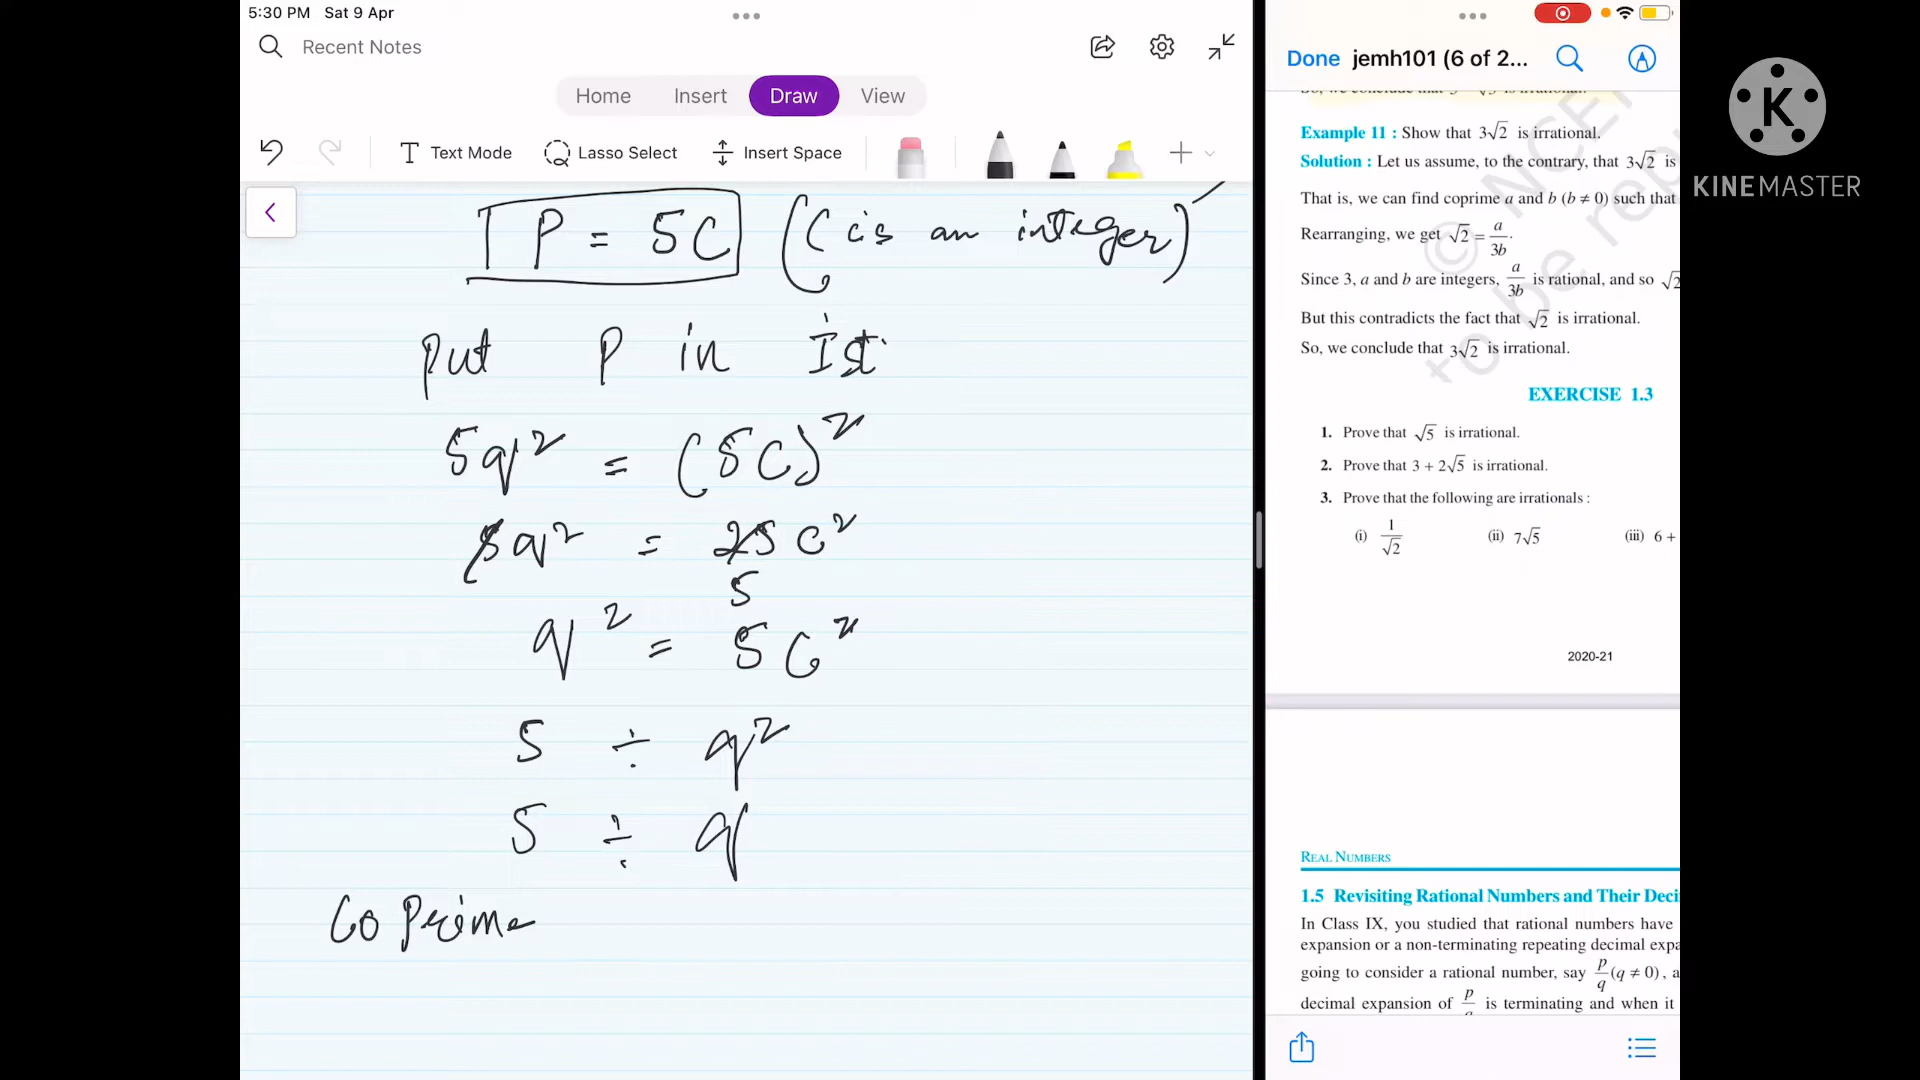 5:30 PM Sat 9 Apr
Recent Notes
Home Insert Draw View
Text Mode Lasso Select Insert Space
P = 5C (C is an integer)
Put P in Ist
5q² = (5C)²
5q² = 25C²
5
q² = 5C²
5 ÷ q²
5 ÷ q
Co Prime
Done jemh101 (6 of 2...
Example 11 : Show that 3√2 is irrational.
Solution : Let us assume, to the contrary, that 3√2 is
That is, we can find coprime a and b (b ≠ 0) such that
Rearranging, we get √2 = a/3b.
Since 3, a and b are integers, a/3b is rational, and so √2
But this contradicts the fact that √2 is irrational.
So, we conclude that 3√2 is irrational.
EXERCISE 1.3
1. Prove that √5 is irrational.
2. Prove that 3 + 2√5 is irrational.
3. Prove that the following are irrationals :
(i) 1/√2 (ii) 7√5 (iii) 6 +
2020-21
REAL NUMBERS
1.5 Revisiting Rational Numbers and Their Deci
In Class IX, you studied that rational numbers have
expansion or a non-terminating repeating decimal expa
going to consider a rational number, say p/q (q ≠ 0), a
decimal expansion of p/q is terminating and when it
K
KINEMASTER